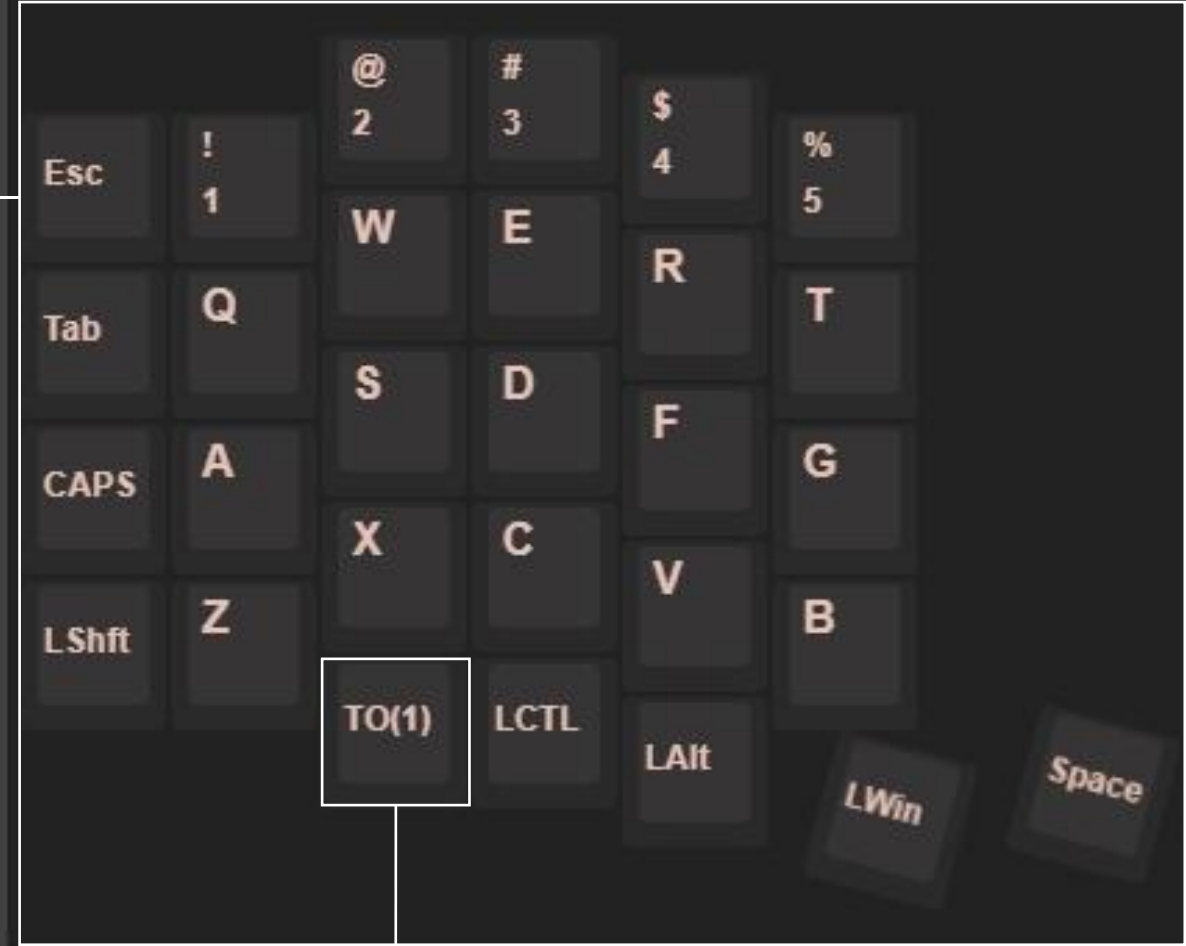 @
2
#
3
$
4
Esc
!
1
%
5
W
E
R
Tab
Q
T
S
D
F
CAPS
A
G
X
C
V
LShft
Z
B
TO(1)
LCTL
LAlt
LWin
Space